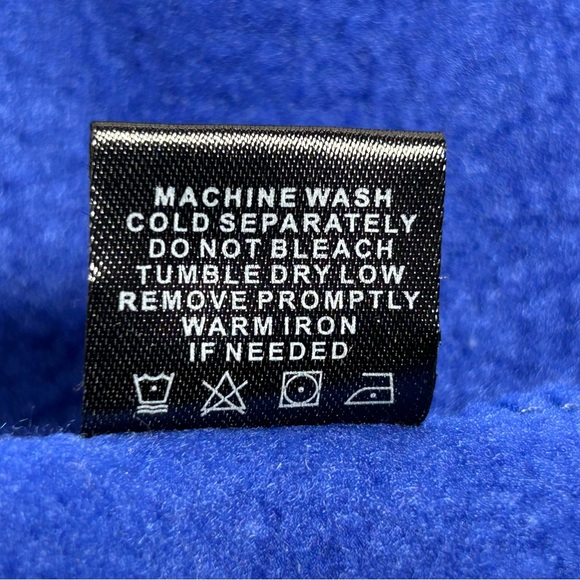 MACHINE WASH
COLD SEPARATELY
DO NOT BLEACH
TUMBLE DRY LOW
REMOVE PROMPTLY
WARM IRON
IF NEEDED